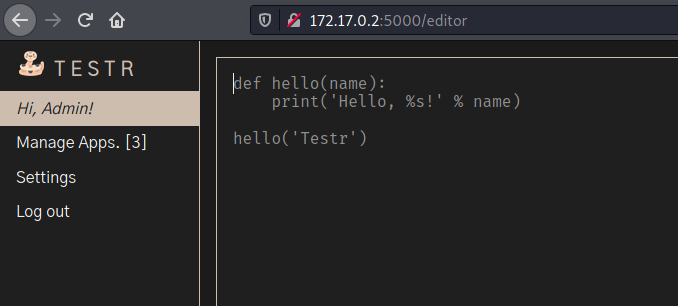 172.17.0.2:5000/editor
TESTR
Hi, Admin!
Manage Apps. [3]
Settings
Log out
def hello(name):
    print('Hello, %s!' % name)
hello('Testr')